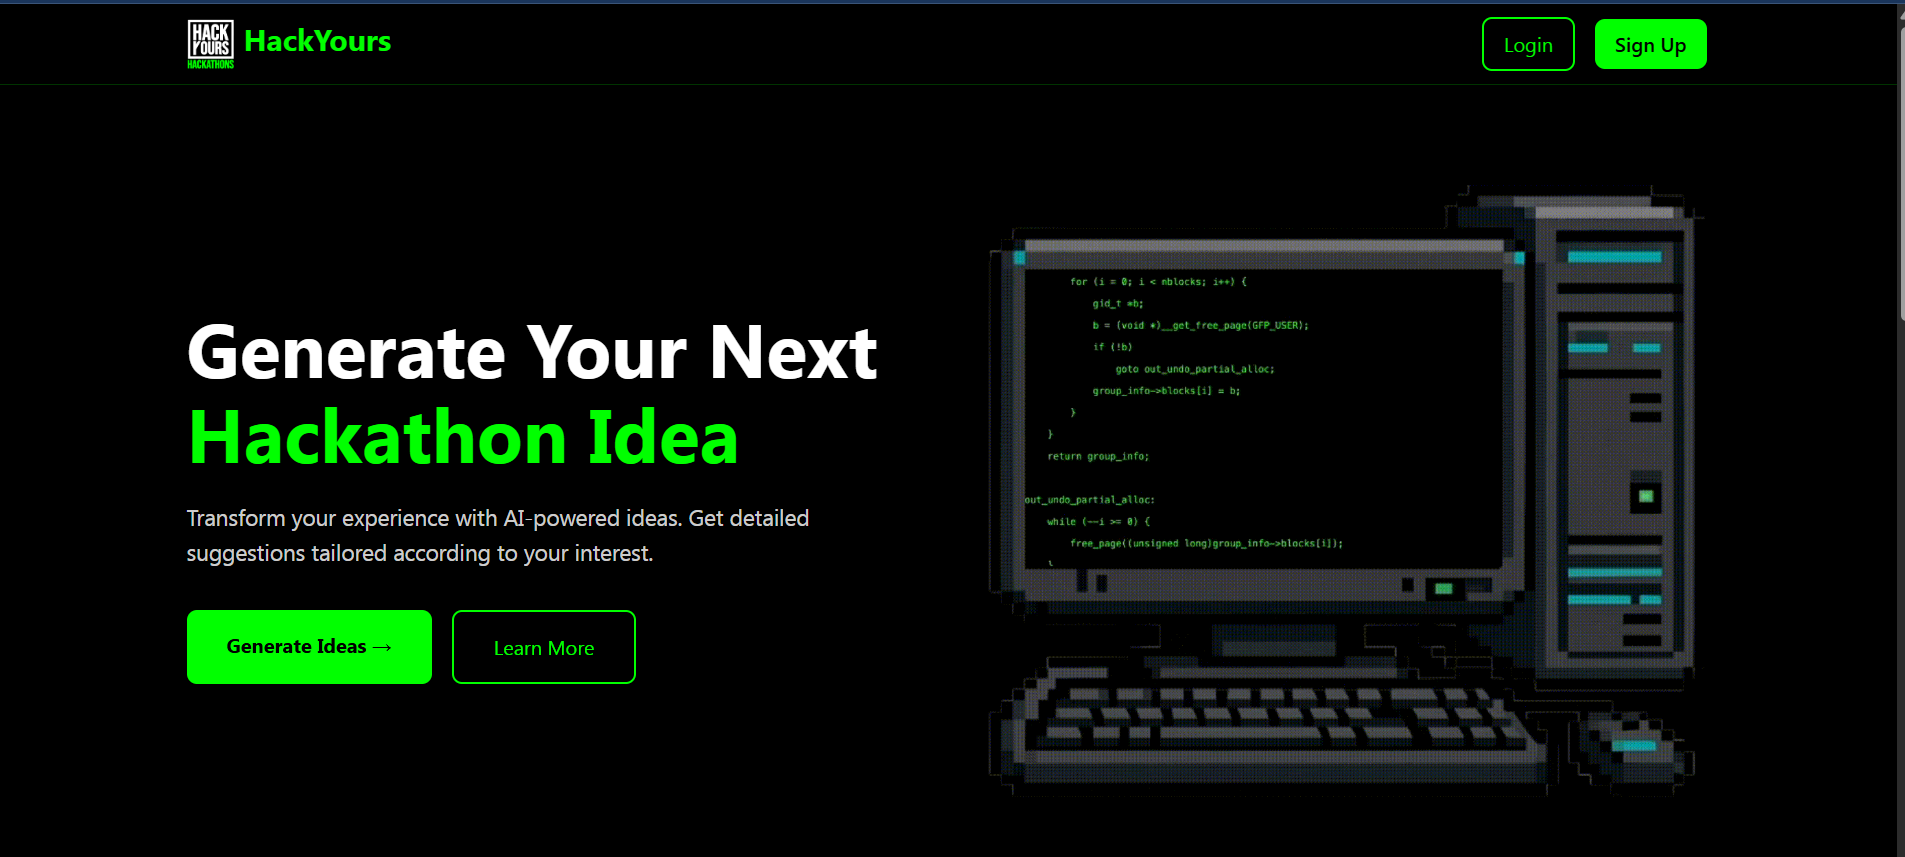 HACK
YOURS
HACKATHONS
HackYours
Login
Sign Up
Generate Your Next
Hackathon Idea
Transform your experience with AI-powered ideas. Get detailed
suggestions tailored according to your interest.
Generate Ideas →
Learn More
for (i = 0; i < nblocks; i++) {
gid_t *b;
b = (void *)__get_free_page(GFP_USER);
if (!b)
goto out_undo_partial_alloc;
group_info->blocks[i] = b;
}
}
return group_info;
out_undo_partial_alloc:
while (--i >= 0) {
free_page((unsigned long)group_info->blocks[i]);